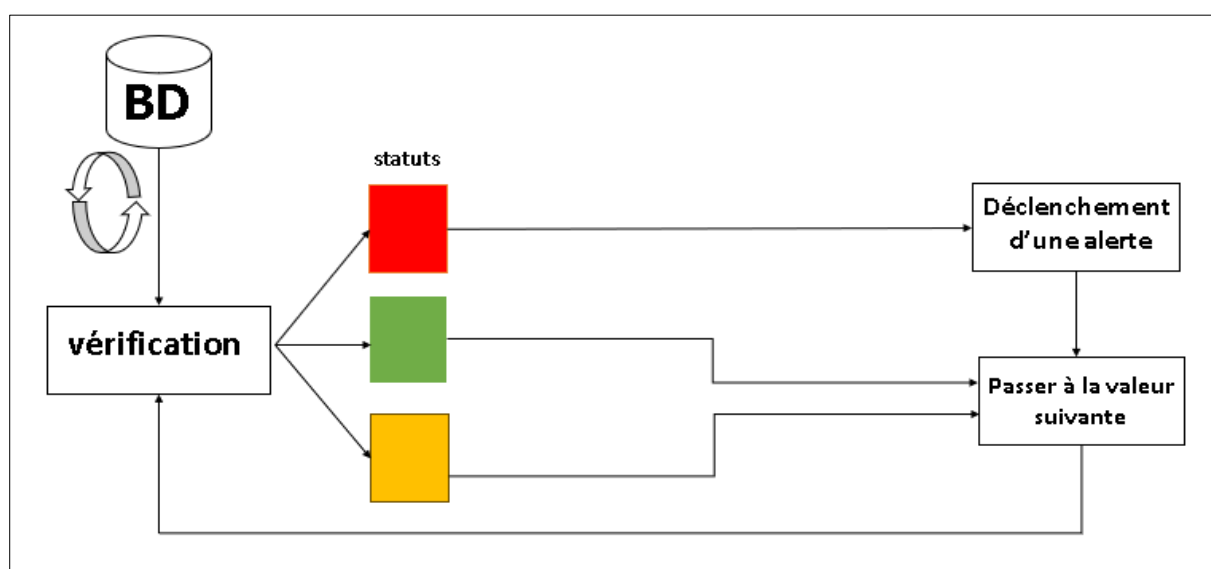 BD
statuts
Déclenchement
d'une alerte
vérification
Passer à la valeur
suivante